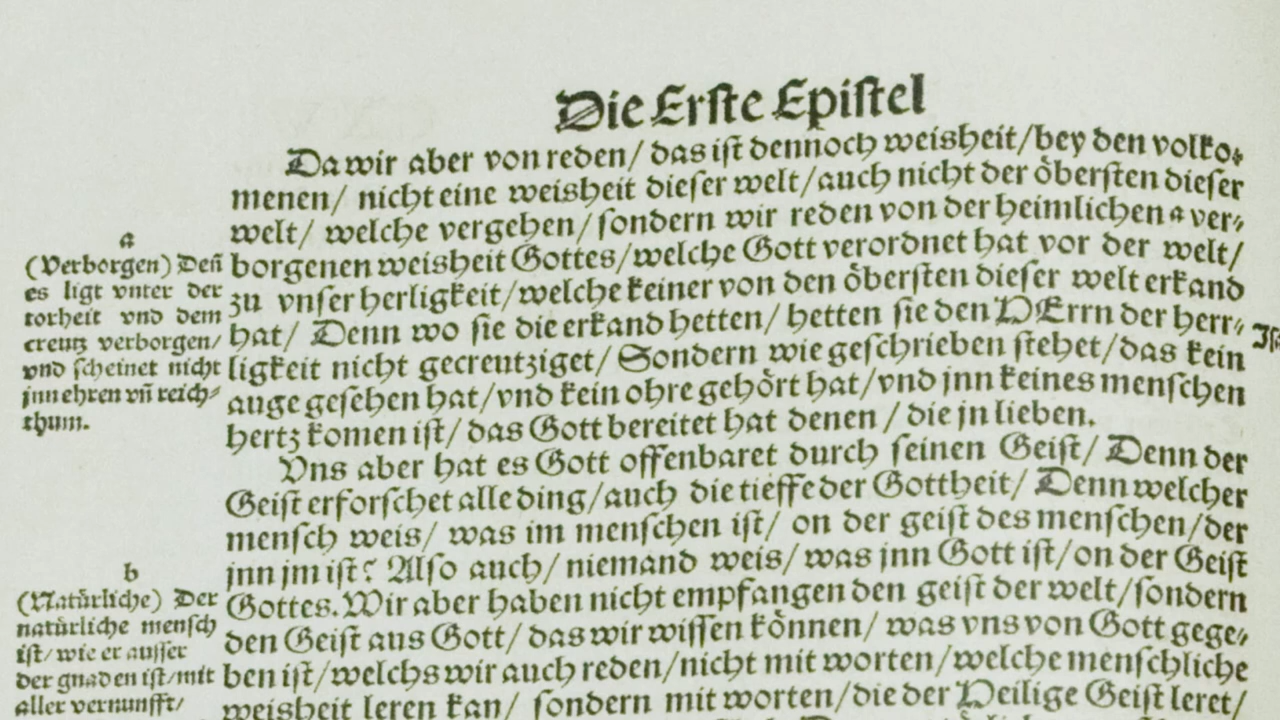 Die Erste Epistel
Da wir aber von reden/ das ist dennoch weisheit/bey den volko⸗
menen/ nicht eine weisheit dieser welt/auch nicht der öbersten dieser
welt/ welche vergehen/sondern wir reden von der heimlichen a ver⸗
borgenen weisheit Gottes/welche Gott verordnet hat vor der welt/
zu vnser herligkeit/welche keiner von den öbersten dieser welt erkand
hat/ Denn wo sie die erkand hetten/ hetten sie den HErrn der herr⸗
ligkeit nicht gecreutziget/ Sondern wie geschrieben stehet/das kein
auge gesehen hat/vnd kein ohre gehört hat/vnd jnn keines menschen
hertz komen ist/ das Gott bereitet hat denen / die jn lieben.
Vns aber hat es Gott offenbaret durch seinen Geist/ Denn der
Geist erforschet alle ding/auch die tieffe der Gottheit/ Denn welcher
mensch weis/ was im menschen ist/ on der geist des menschen/der
jnn jm ist? Also auch/ niemand weis/ was jnn Gott ist/on der Geist
Gottes. Wir aber haben nicht empfangen den geist der welt/sondern
den Geist aus Gott/ das wir wissen können/ was vns von Gott gege⸗
ben ist/welchs wir auch reden/nicht mit worten/welche menschliche
weisheit leren kan/ sondern mit worten/die der Heilige Geist leret/
a
(Verborgen) Deñ
es ligt vnter der
torheit vnd dem
creutz verborgen/
vnd scheinet nicht
jnn ehren vñ reich⸗
thum.
b
(Natürliche) Der
natürliche mensch
ist/ wie er ausser
der gnaden ist/mit
aller vernunfft/